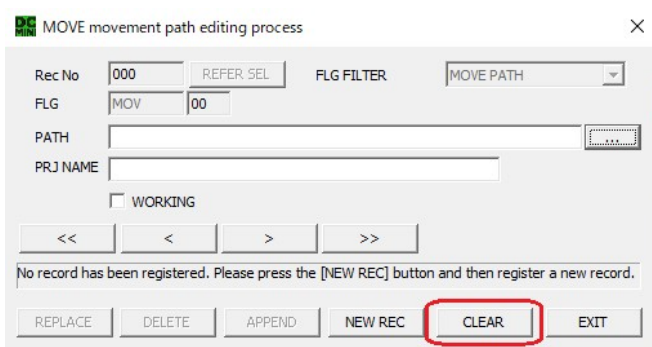 DC MINI MOVE movement path editing process
Rec No 000 REFER SEL FLG FILTER MOVE PATH
FLG MOV 00
PATH ...
PRJ NAME
WORKING
<< < > >>
No record has been registered. Please press the [NEW REC] button and then register a new record.
REPLACE DELETE APPEND NEW REC CLEAR EXIT